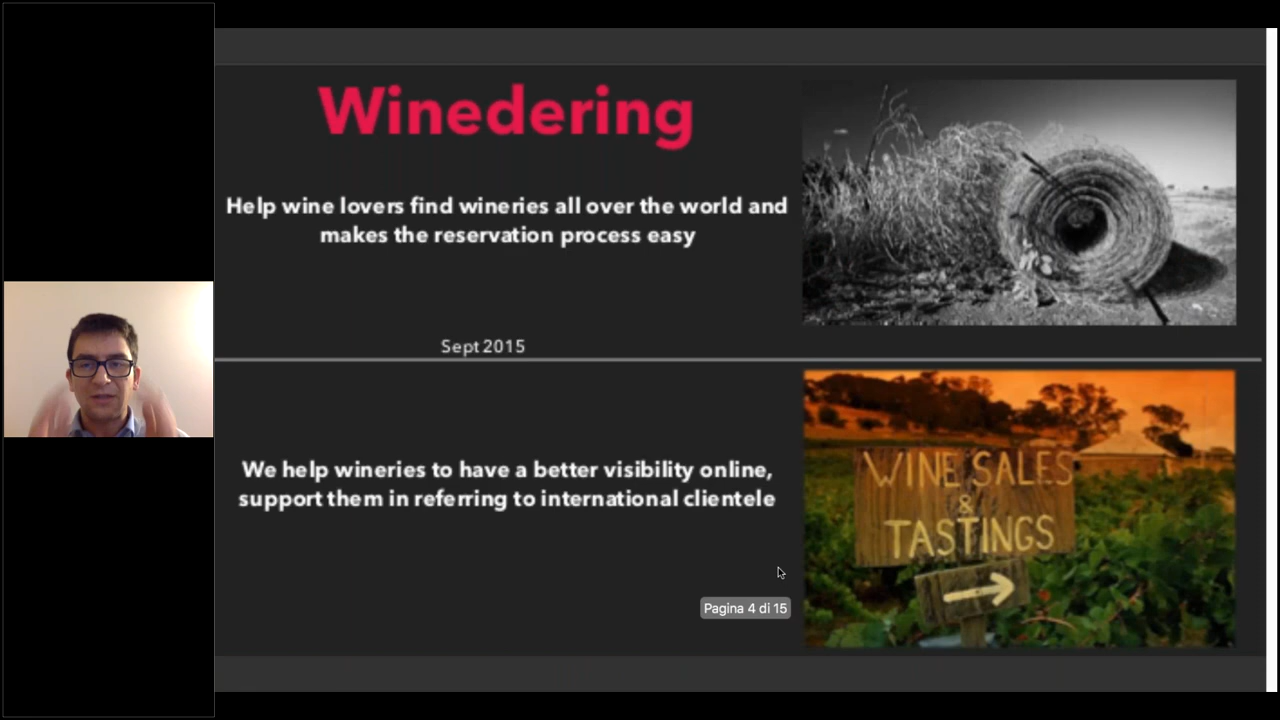 Winedering
Help wine lovers find wineries all over the world and
makes the reservation process easy
Sept 2015
We help wineries to have a better visibility online,
support them in referring to international clientele
WINE SALES
&
TASTINGS
Pagina 4 di 15